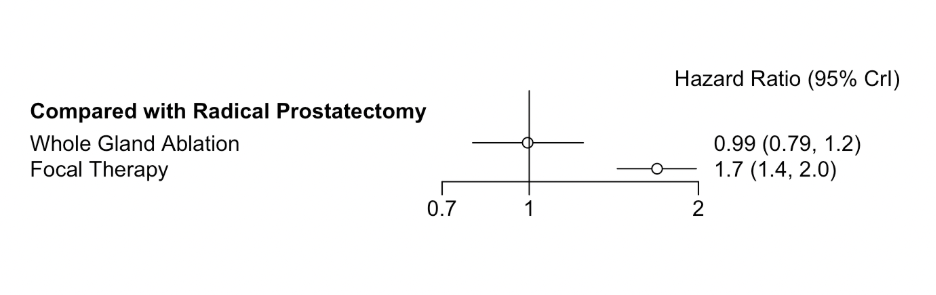 Hazard Ratio (95% CrI)
Compared with Radical Prostatectomy
Whole Gland Ablation 0.99 (0.79, 1.2)
Focal Therapy 1.7 (1.4, 2.0)
0.7 1 2